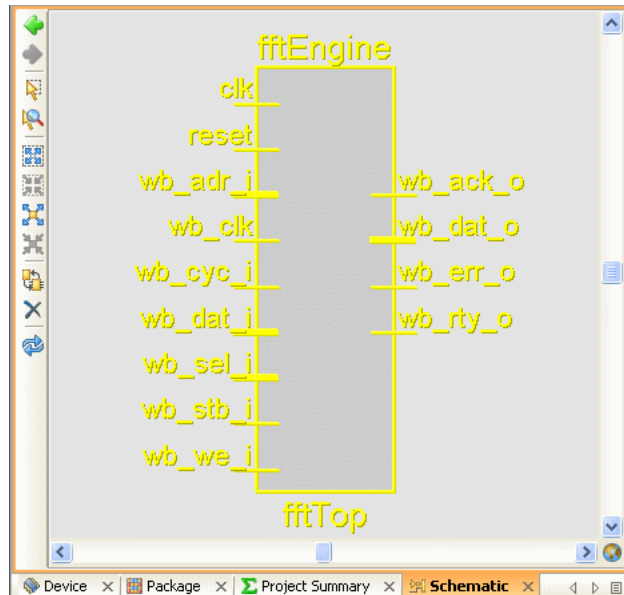 fftEngine
clk
reset
wb_adr_i
wb_ack_o
wb_clk
wb_dat_o
wb_cyc_i
wb_err_o
wb_dat_i
wb_rty_o
wb_sel_i
wb_stb_i
wb_we_i
fftTop
Device
Package
Project Summary
Schematic